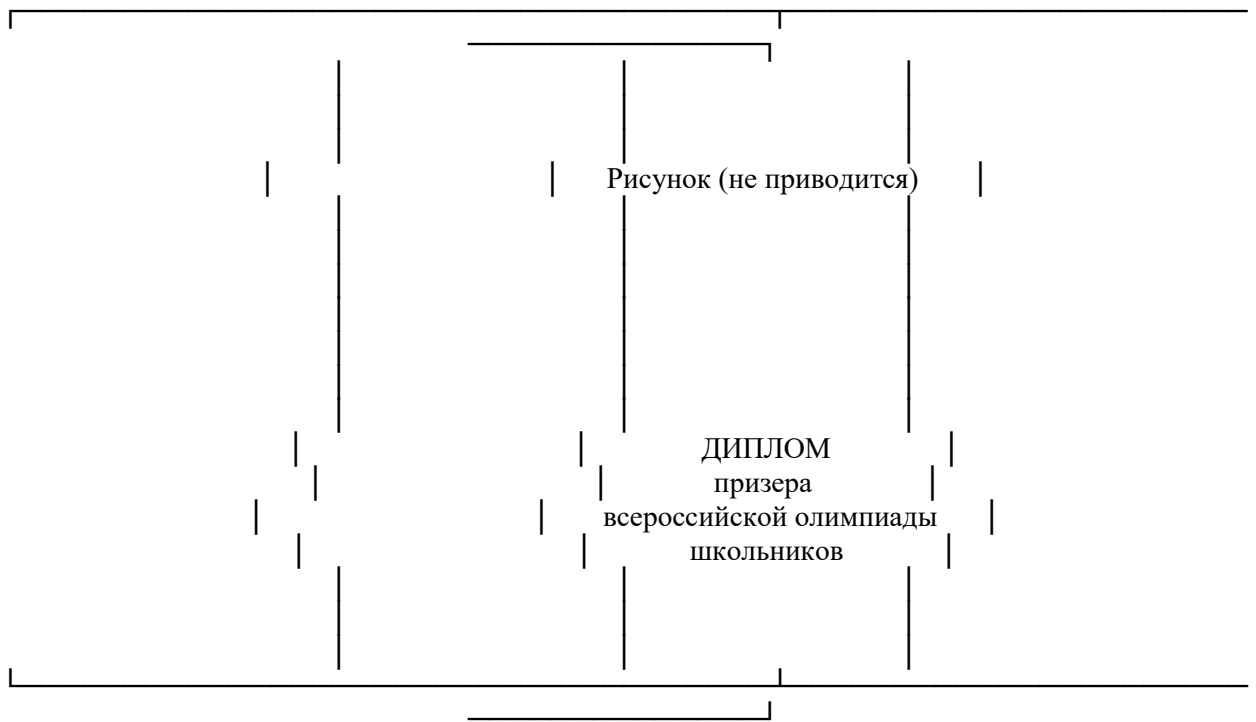 Рисунок (не приводится)
ДИПЛОМ
призера
всероссийской олимпиады
школьников